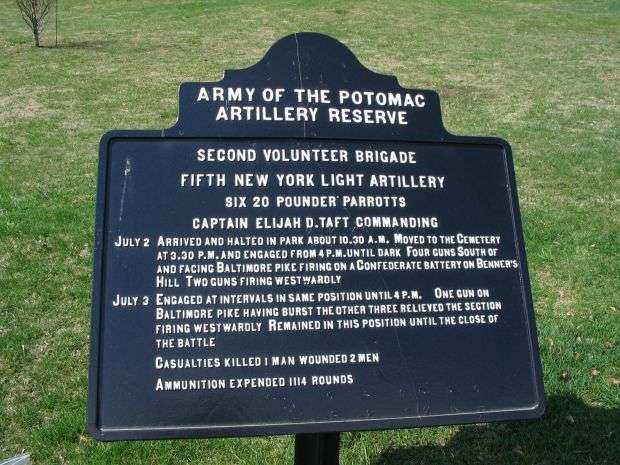 ARMY OF THE POTOMAC
ARTILLERY RESERVE
SECOND VOLUNTEER BRIGADE
FIFTH NEW YORK LIGHT ARTILLERY
SIX 20 POUNDER PARROTTS
CAPTAIN ELIJAH D. TAFT COMMANDING
JULY 2 ARRIVED AND HALTED IN PARK ABOUT 10.30 A.M. MOVED TO THE CEMETERY
AT 3.30 P.M. AND ENGAGED FROM 4 P.M. UNTIL DARK FOUR GUNS SOUTH OF
AND FACING BALTIMORE PIKE FIRING ON A CONFEDERATE BATTERY ON BENNER'S
HILL TWO GUNS FIRING WESTWARDLY
JULY 3 ENGAGED AT INTERVALS IN SAME POSITION UNTIL 4 P.M. ONE GUN ON
BALTIMORE PIKE HAVING BURST THE OTHER THREE RELIEVED THE SECTION
FIRING WESTWARDLY REMAINED IN THIS POSITION UNTIL THE CLOSE OF
THE BATTLE
CASUALTIES KILLED 1 MAN WOUNDED 2 MEN
AMMUNITION EXPENDED 1114 ROUNDS